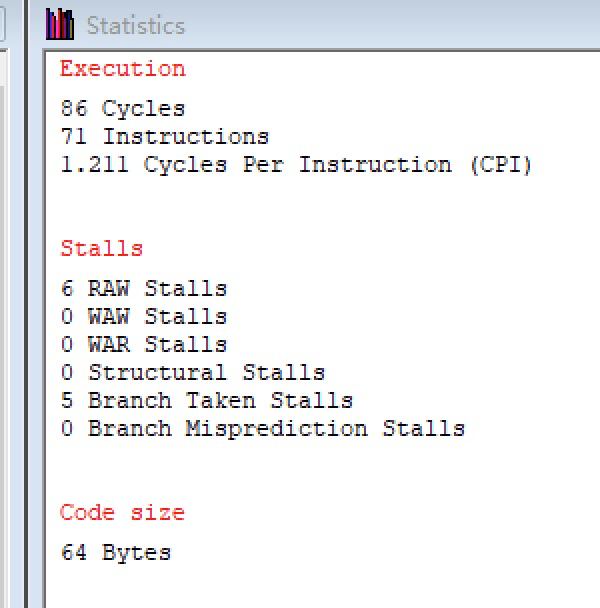 Statistics
Execution
86 Cycles
71 Instructions
1.211 Cycles Per Instruction (CPI)
Stalls
6 RAW Stalls
0 WAW Stalls
0 WAR Stalls
0 Structural Stalls
5 Branch Taken Stalls
0 Branch Misprediction Stalls
Code size
64 Bytes